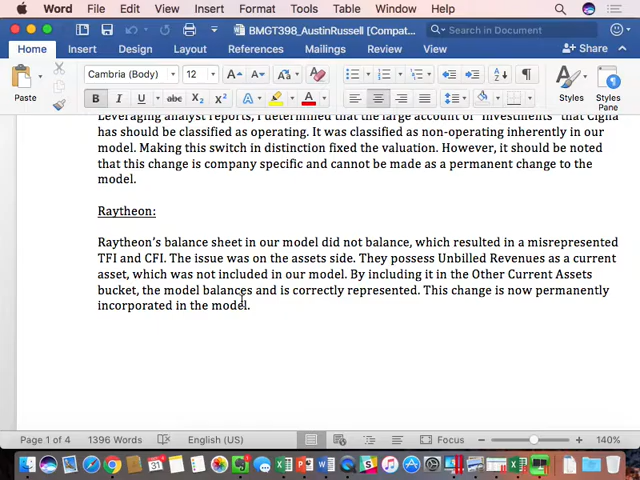 Word File Edit View Insert Format Tools Table Window Help
BMGT398_AustinRussell [Compat... Search in Document
Home Insert Design Layout References Mailings Review View Share
Paste Cambria (Body) 12 Styles Styles Pane
B I U abc X2 X2
Leveraging analyst reports, I determined that the large account of "Investments" that Cigna
has should be classified as operating. It was classified as non-operating inherently in our
model. Making this switch in distinction fixed the valuation. However, it should be noted
that this change is company specific and cannot be made as a permanent change to the
model.
Raytheon:
Raytheon's balance sheet in our model did not balance, which resulted in a misrepresented
TFI and CFI. The issue was on the assets side. They possess Unbilled Revenues as a current
asset, which was not included in our model. By including it in the Other Current Assets
bucket, the model balances and is correctly represented. This change is now permanently
incorporated in the model.
Page 1 of 4 1396 Words English (US) Focus 140%